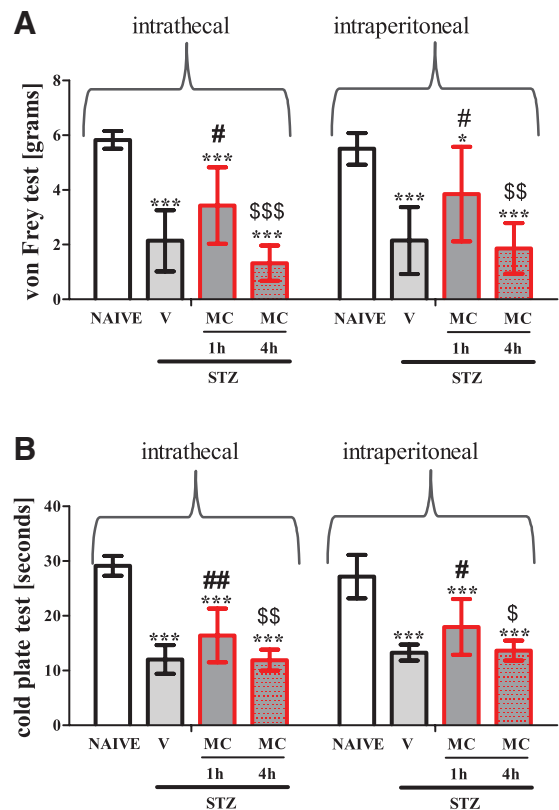 A
intrathecal intraperitoneal
von Frey test [grams]
8
6
4
2
0
# #
*** *** *** $$$ *** *** * $$ ***
NAIVE V MC MC NAIVE V MC MC
1h 4h 1h 4h
STZ STZ
B
intrathecal intraperitoneal
cold plate test [seconds]
40
30
20
10
0
## #
*** *** $$ *** *** *** $ ***
NAIVE V MC MC NAIVE V MC MC
1h 4h 1h 4h
STZ STZ